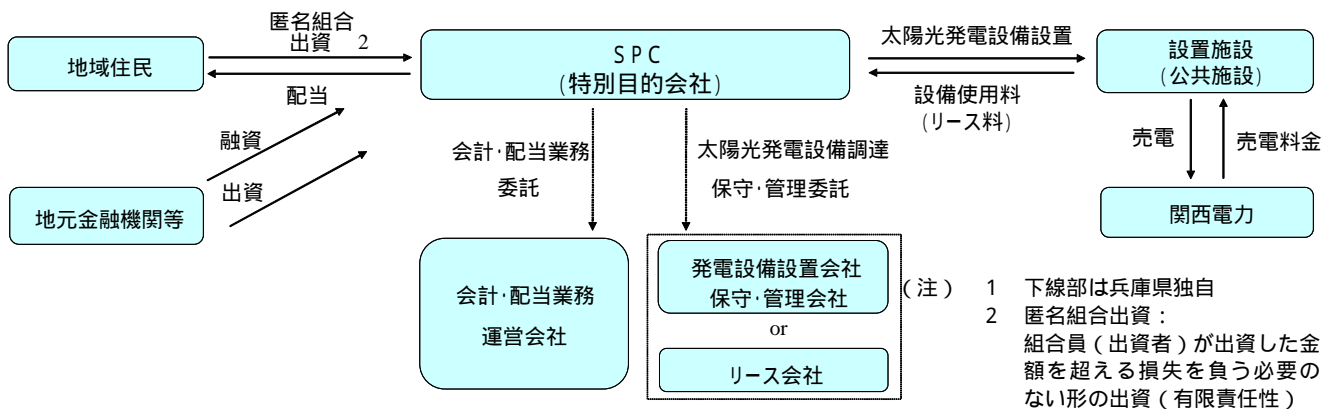 匿名組合
出資　2
地域住民
配当
融資
出資
地元金融機関等
ＳＰＣ
(特別目的会社)
太陽光発電設備設置
設備使用料
(リース料)
設置施設
(公共施設)
売電
売電料金
関西電力
会計・配当業務
委託
太陽光発電設備調達
保守・管理委託
会計・配当業務
運営会社
発電設備設置会社
保守・管理会社
or
リース会社
（注）　1　下線部は兵庫県独自
2　匿名組合出資：
組合員（出資者）が出資した金
額を超える損失を負う必要の
ない形の出資（有限責任性）